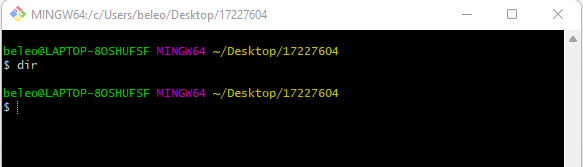 MINGW64:/c/Users/beleo/Desktop/17227604
beleo@LAPTOP-8OSHUFSF MINGW64 ~/Desktop/17227604
$ dir
beleo@LAPTOP-8OSHUFSF MINGW64 ~/Desktop/17227604
$